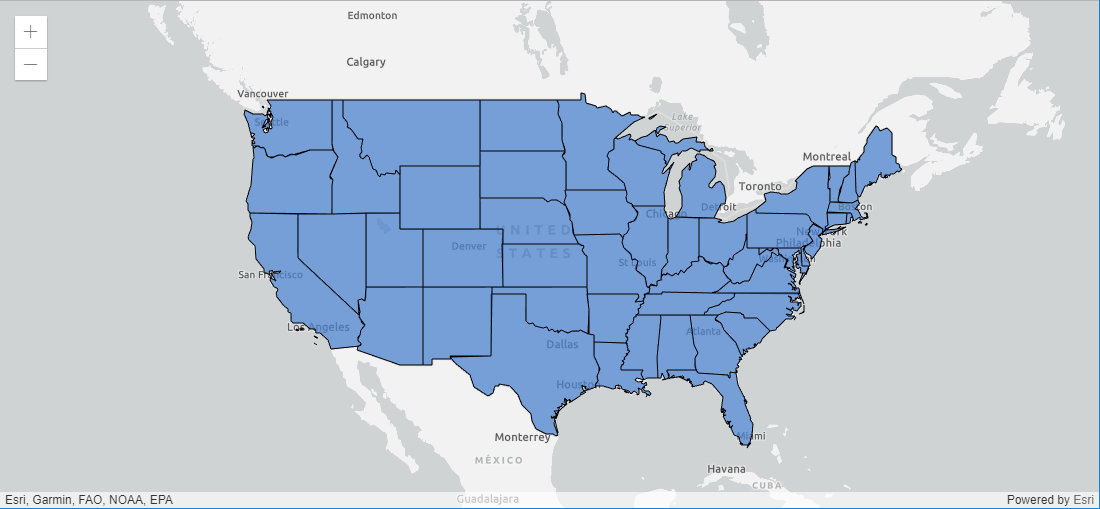 +
−
Edmonton
Calgary
Vancouver
Seattle
Lake
Superior
Montreal
Toronto
Boston
Detroit
Chicago
New York
Philadelphia
UNITED
STATES
Denver
St Louis
San Francisco
Los Angeles
Atlanta
Dallas
Houston
Miami
Monterrey
MÉXICO
Havana
CUBA
Guadalajara
Esri, Garmin, FAO, NOAA, EPA
Powered by Esri